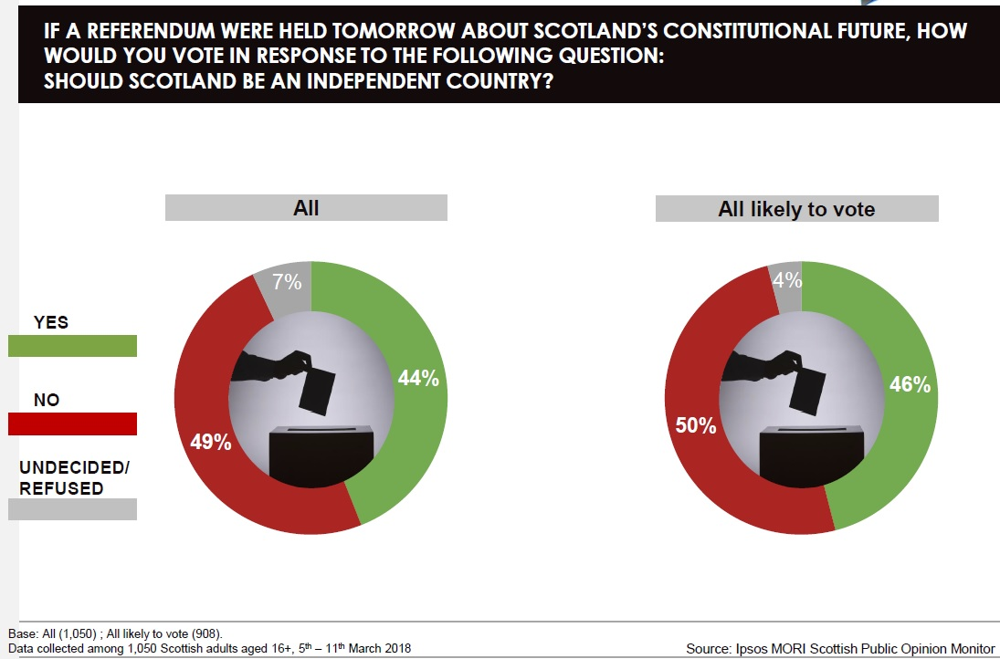 IF A REFERENDUM WERE HELD TOMORROW ABOUT SCOTLAND'S CONSTITUTIONAL FUTURE, HOW
WOULD YOU VOTE IN RESPONSE TO THE FOLLOWING QUESTION:
SHOULD SCOTLAND BE AN INDEPENDENT COUNTRY?
All
All likely to vote
YES
NO
UNDECIDED/
REFUSED
7%
44%
49%
4%
46%
50%
Base: All (1,050) ; All likely to vote (908).
Data collected among 1,050 Scottish adults aged 16+, 5th – 11th March 2018
Source: Ipsos MORI Scottish Public Opinion Monitor